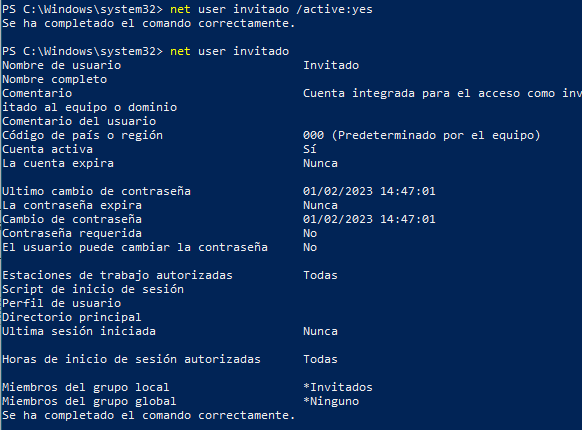 PS C:\Windows\system32> net user invitado /active:yes
Se ha completado el comando correctamente.
PS C:\Windows\system32> net user invitado
Nombre de usuario Invitado
Nombre completo
Comentario Cuenta integrada para el acceso como inv
itado al equipo o dominio
Comentario del usuario
Código de país o región 000 (Predeterminado por el equipo)
Cuenta activa Sí
La cuenta expira Nunca
Ultimo cambio de contraseña 01/02/2023 14:47:01
La contraseña expira Nunca
Cambio de contraseña 01/02/2023 14:47:01
Contraseña requerida No
El usuario puede cambiar la contraseña No
Estaciones de trabajo autorizadas Todas
Script de inicio de sesión
Perfil de usuario
Directorio principal
Ultima sesión iniciada Nunca
Horas de inicio de sesión autorizadas Todas
Miembros del grupo local *Invitados
Miembros del grupo global *Ninguno
Se ha completado el comando correctamente.